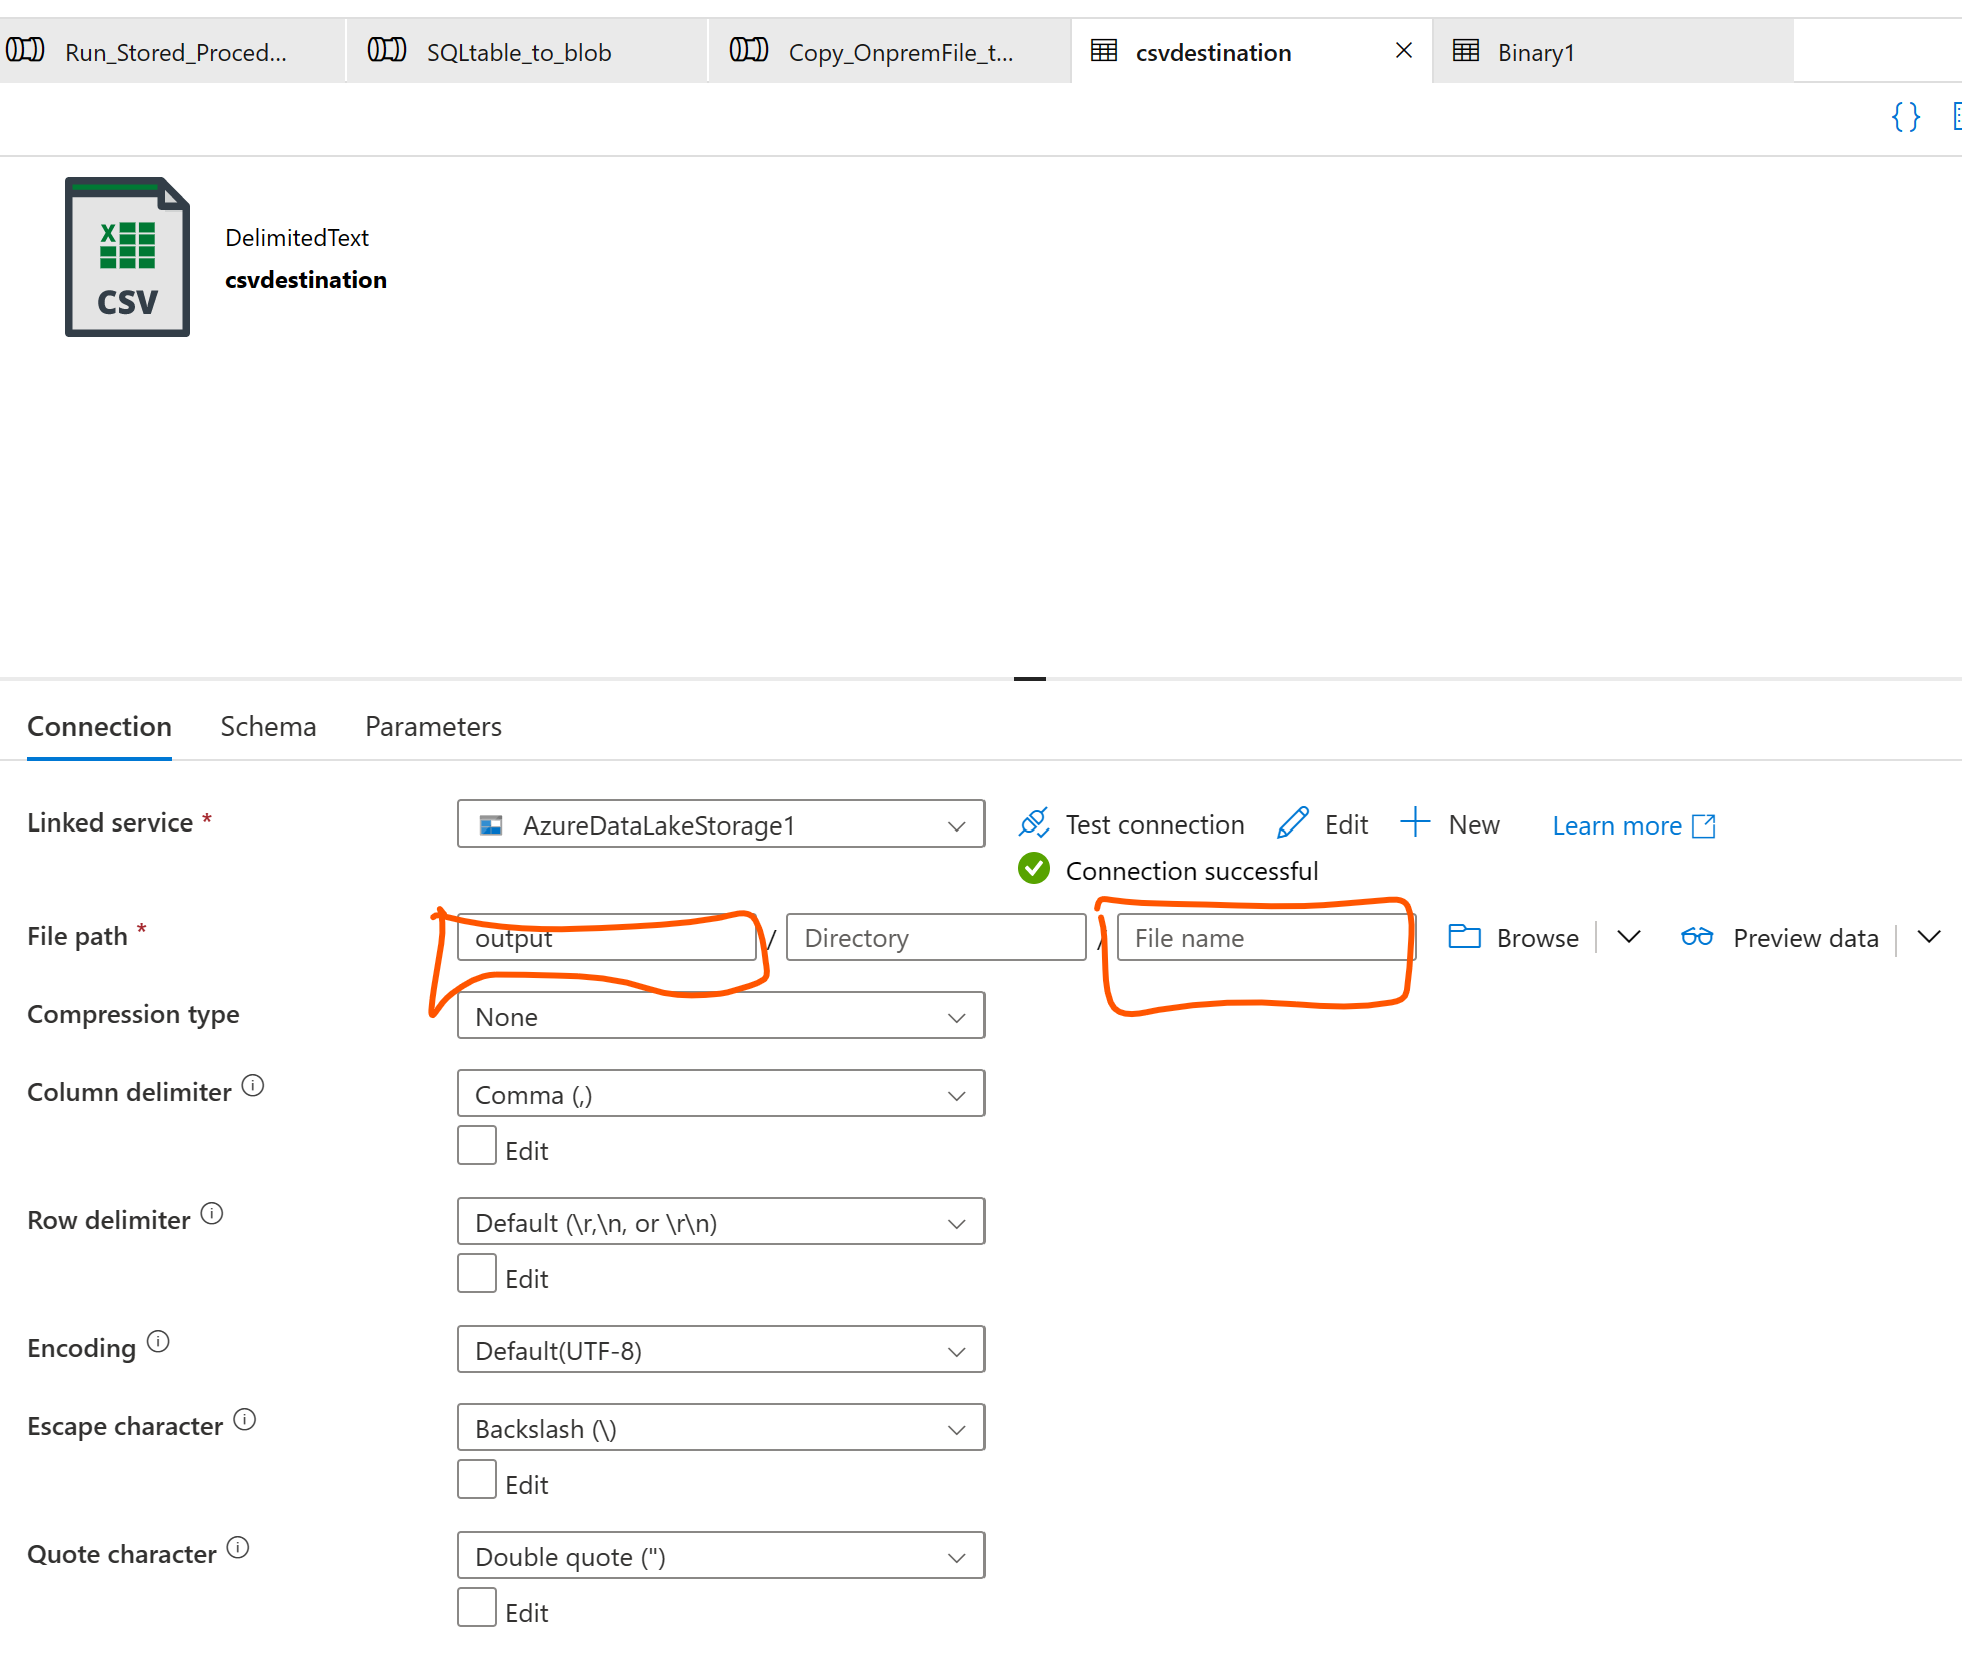 Run_Stored_Proced... SQLtable_to_blob Copy_OnpremFile_t... csvdestination Binary1
{}
X
CSV
DelimitedText
csvdestination
Connection Schema Parameters
Linked service * AzureDataLakeStorage1 Test connection Edit New Learn more
Connection successful
File path * output / Directory / File name Browse Preview data
Compression type None
Column delimiter Comma (,)
Edit
Row delimiter Default (\r,\n, or \r\n)
Edit
Encoding Default(UTF-8)
Escape character Backslash (\)
Edit
Quote character Double quote (")
Edit